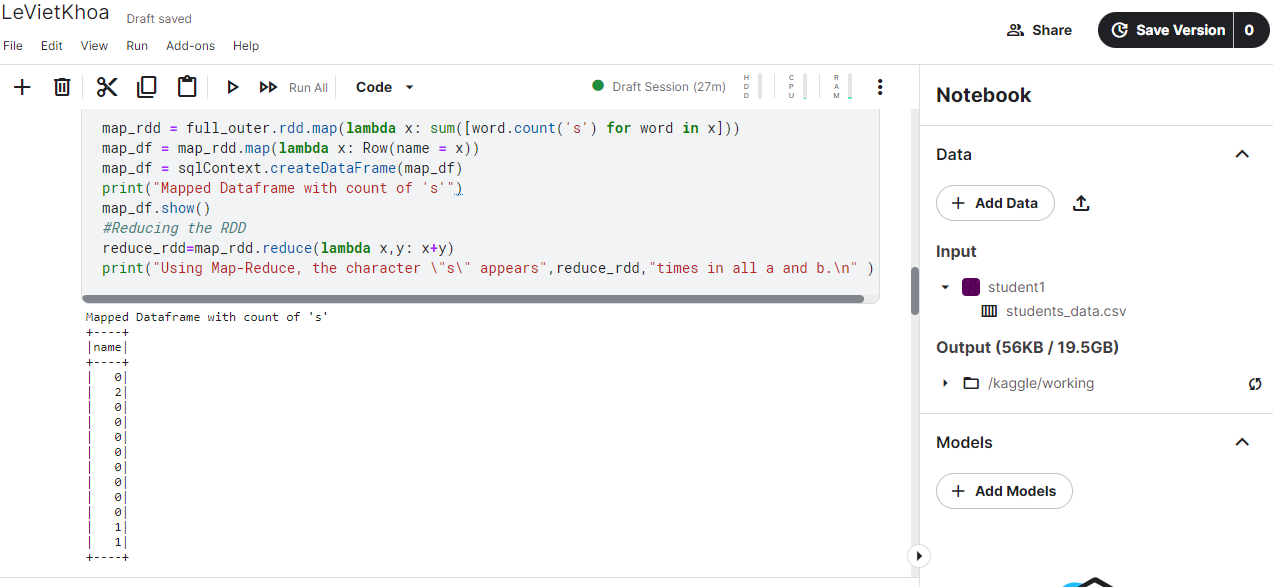 LeVietKhoa Draft saved
File Edit View Run Add-ons Help
Share
Save Version 0
Run All Code Draft Session (27m) HDD CPU RAM
map_rdd = full_outer.rdd.map(lambda x: sum([word.count('s') for word in x]))
map_df = map_rdd.map(lambda x: Row(name = x))
map_df = sqlContext.createDataFrame(map_df)
print("Mapped Dataframe with count of 's'")
map_df.show()
#Reducing the RDD
reduce_rdd=map_rdd.reduce(lambda x,y: x+y)
print("Using Map-Reduce, the character \"s\" appears",reduce_rdd,"times in all a and b.\n" )
Mapped Dataframe with count of 's'
+----+
|name|
+----+
|   0|
|   2|
|   0|
|   0|
|   0|
|   0|
|   0|
|   0|
|   0|
|   0|
|   1|
|   1|
+----+
Notebook
Data
+ Add Data
Input
student1
students_data.csv
Output (56KB / 19.5GB)
/kaggle/working
Models
+ Add Models